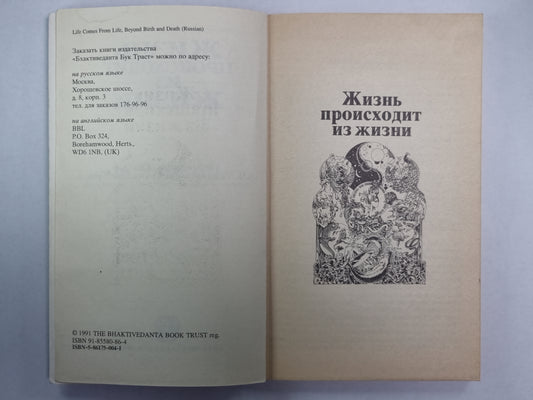 Life Comes From Life, Beyond Birth and Death (Russian)
Заказать книги издательства
«Бхактиведанта Бук Траст» можно по адресу:
на русском языке
Москва,
Хорошевское шоссе,
д. 8, корп. 3
тел. для заказов 176-96-96
на английском языке
BBL
P.O. Box 324,
Borehamwood, Herts.,
WD6 1NB, (UK)
© 1991 THE BHAKTIVEDANTA BOOK TRUST reg.
ISBN 91-85580-86-4
ISBN-5-86175-004-1
Жизнь
происходит
из жизни